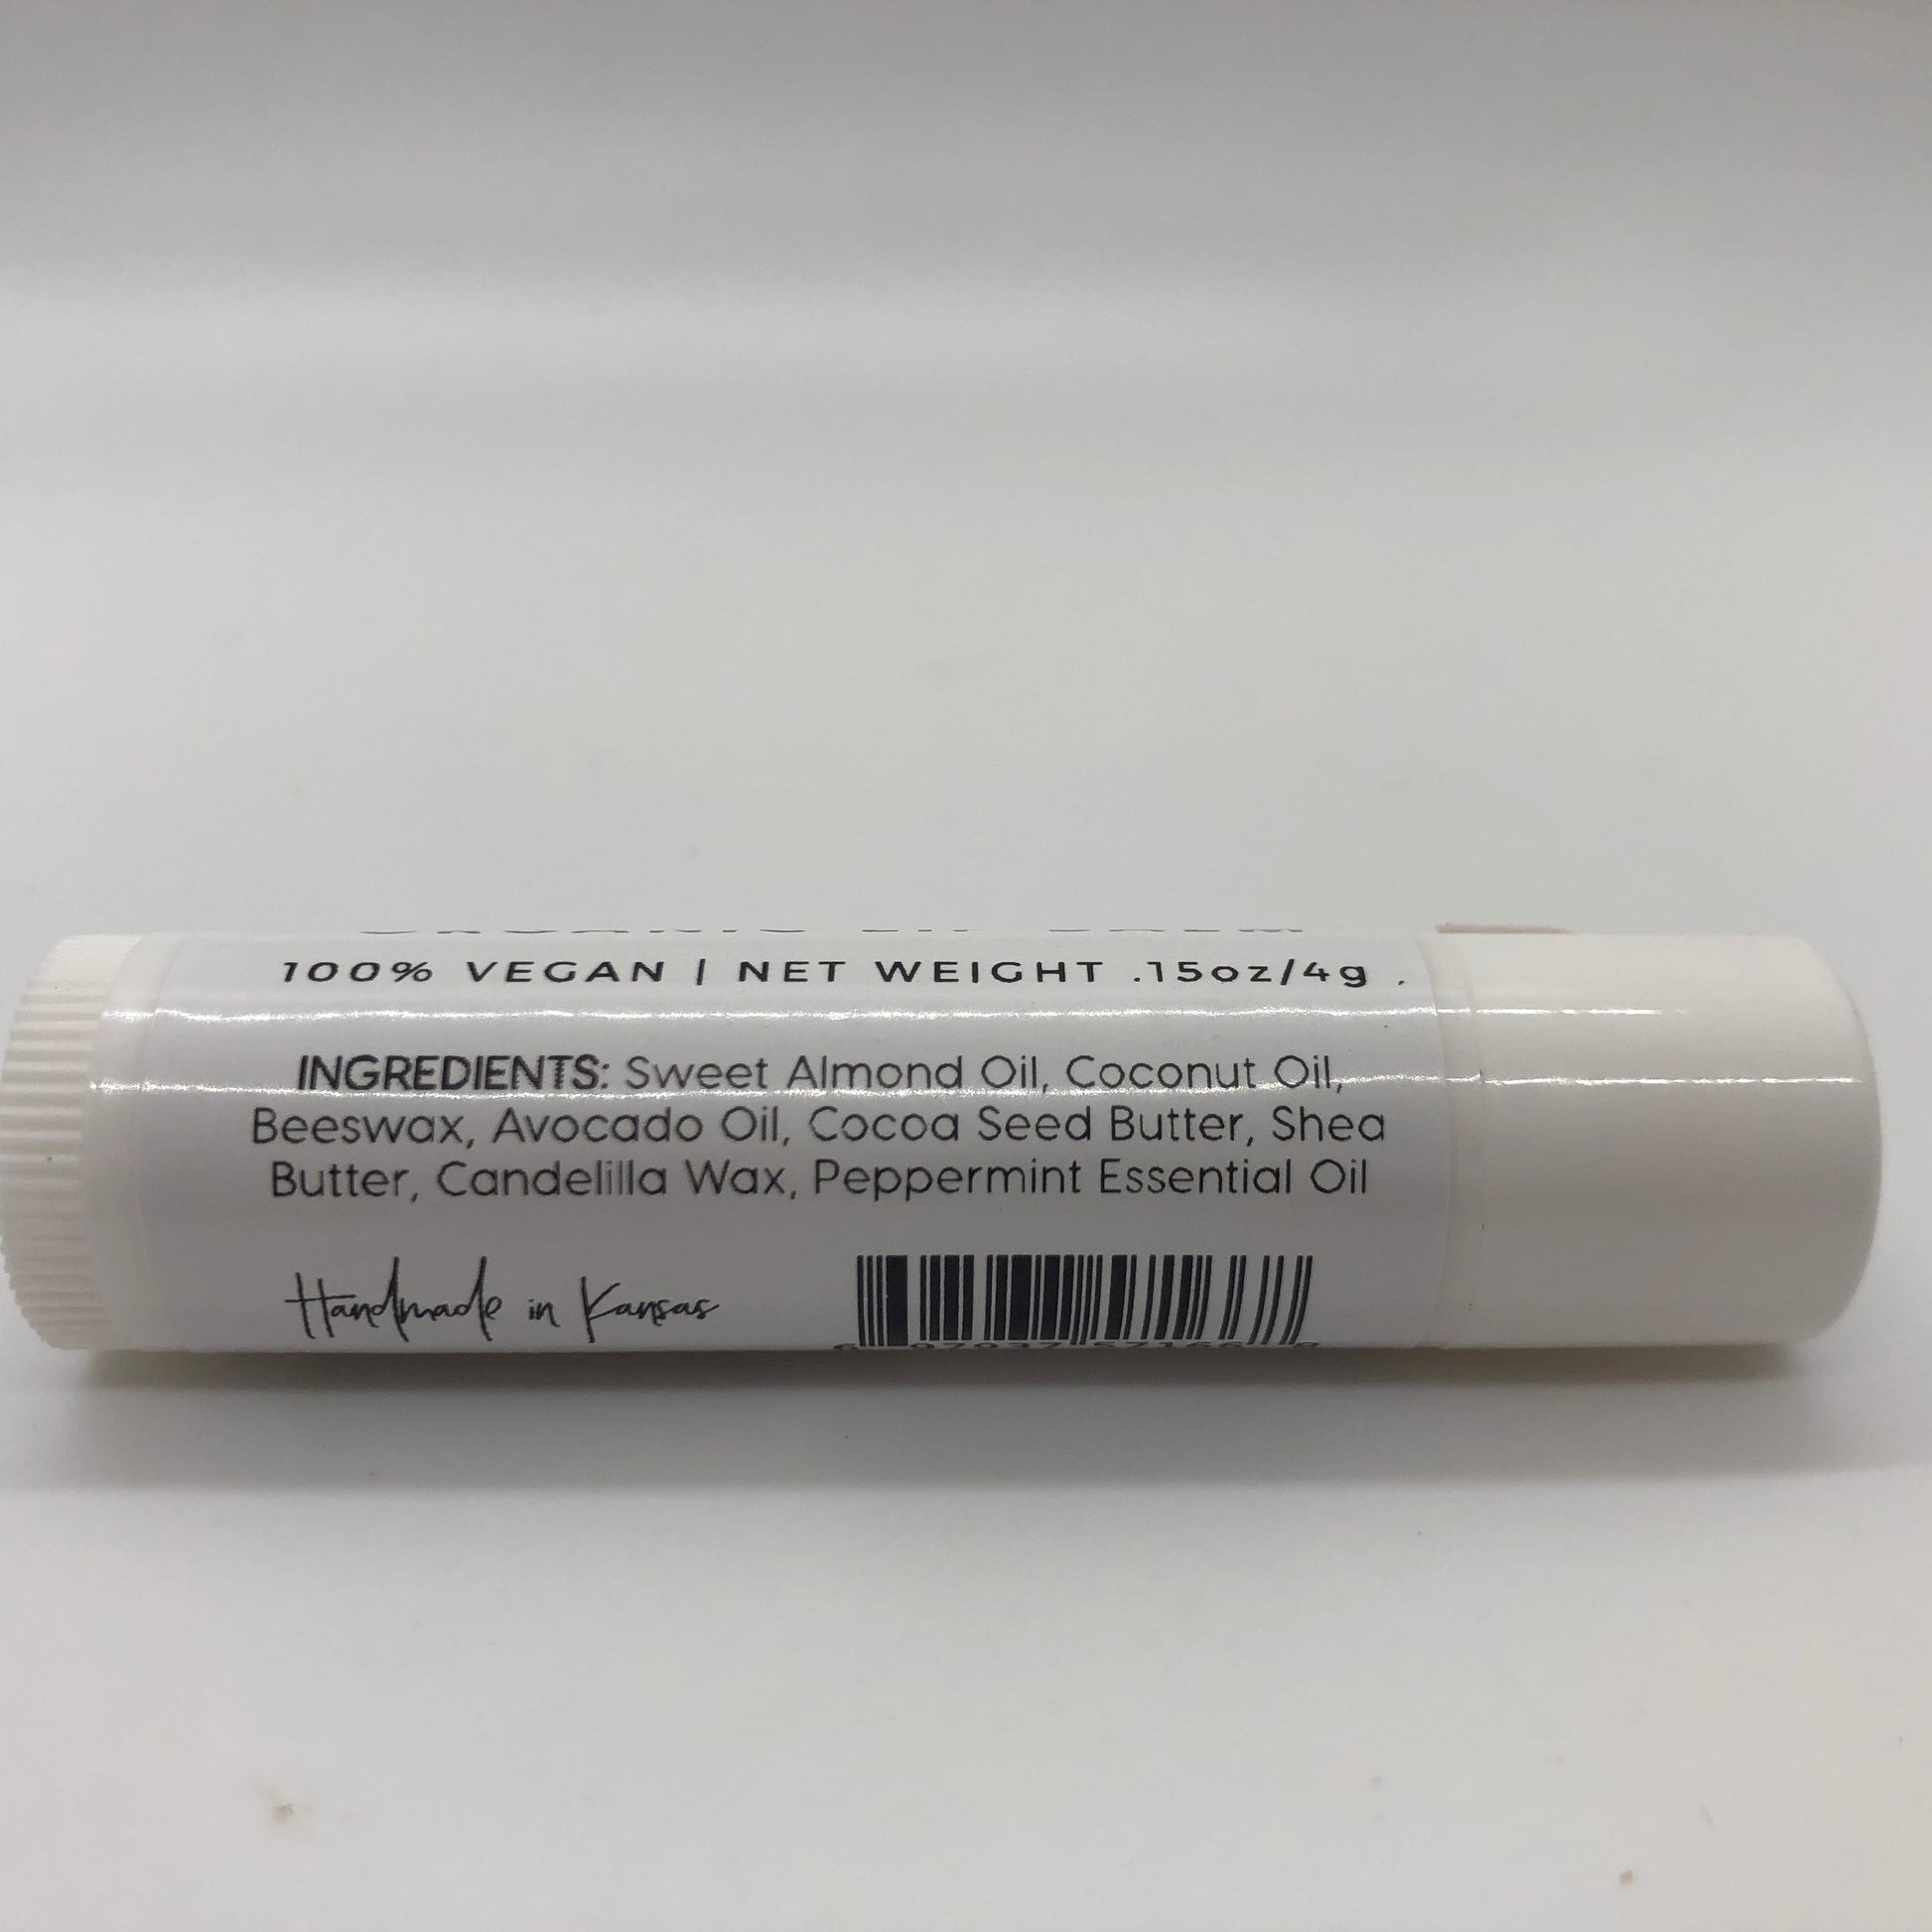 100% VEGAN | NET WEIGHT .15oz/4g
INGREDIENTS: Sweet Almond Oil, Coconut Oil,
Beeswax, Avocado Oil, Cocoa Seed Butter, Shea
Butter, Candelilla Wax, Peppermint Essential Oil
Handmade in Kansas